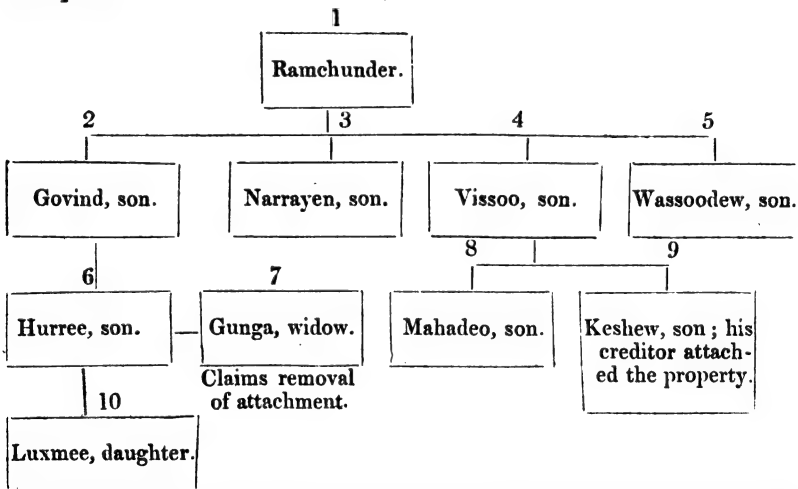 1
Ramchunder.
2 3 4 5
Govind, son. Narrayen, son. Vissoo, son. Wassoodew, son.
6 7 8 9
Hurree, son. Gunga, widow. Mahadeo, son. Keshew, son; his
creditor attach-
ed the property.
Claims removal
of attachment.
10
Luxmee, daughter.